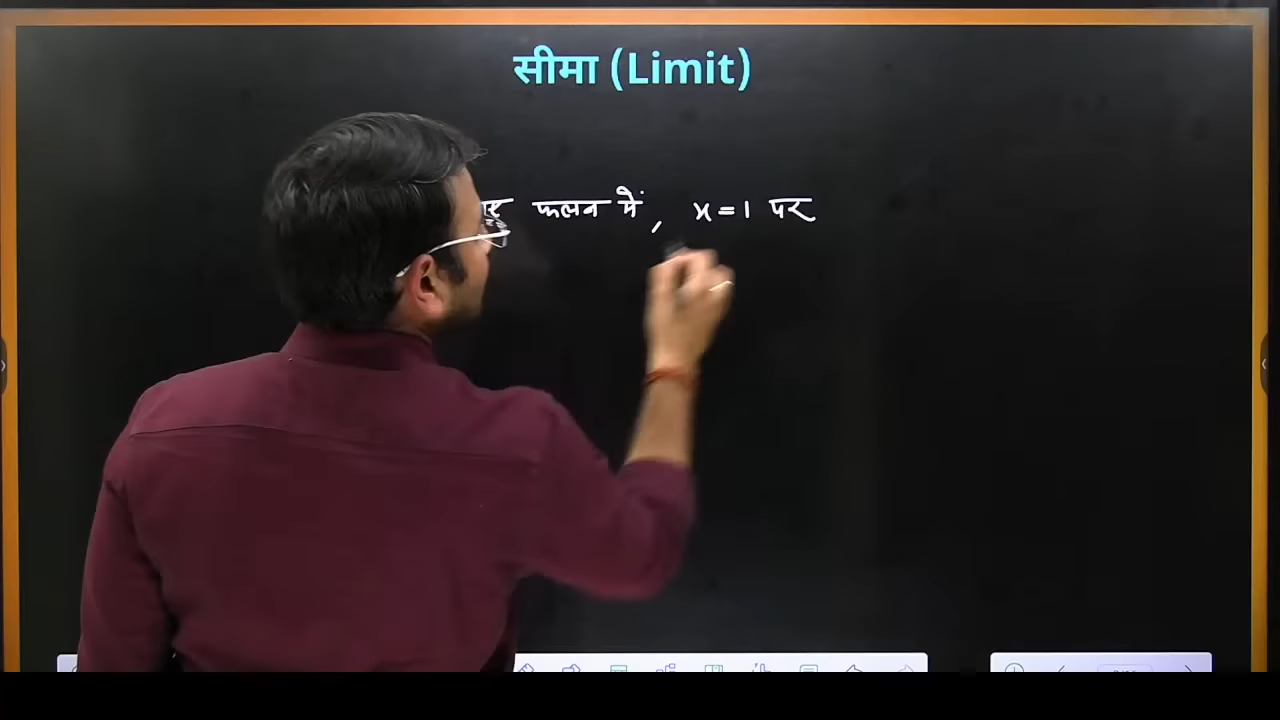 सीमा (Limit)
फलन में, x = 1 पर